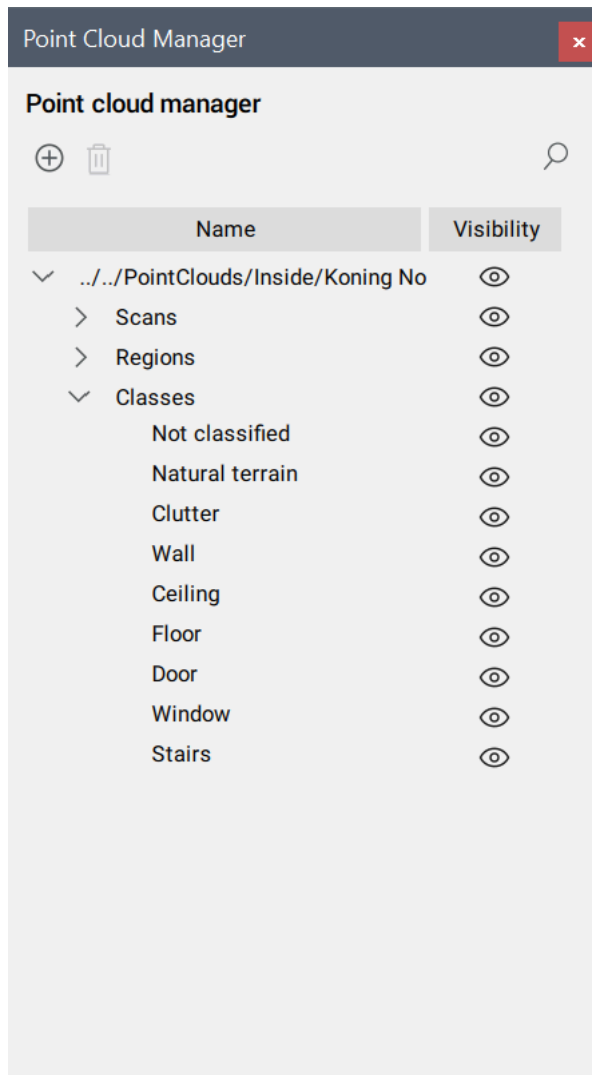 Point Cloud Manager
Point cloud manager
Name Visibility
../../PointClouds/Inside/Koning No
Scans
Regions
Classes
Not classified
Natural terrain
Clutter
Wall
Ceiling
Floor
Door
Window
Stairs